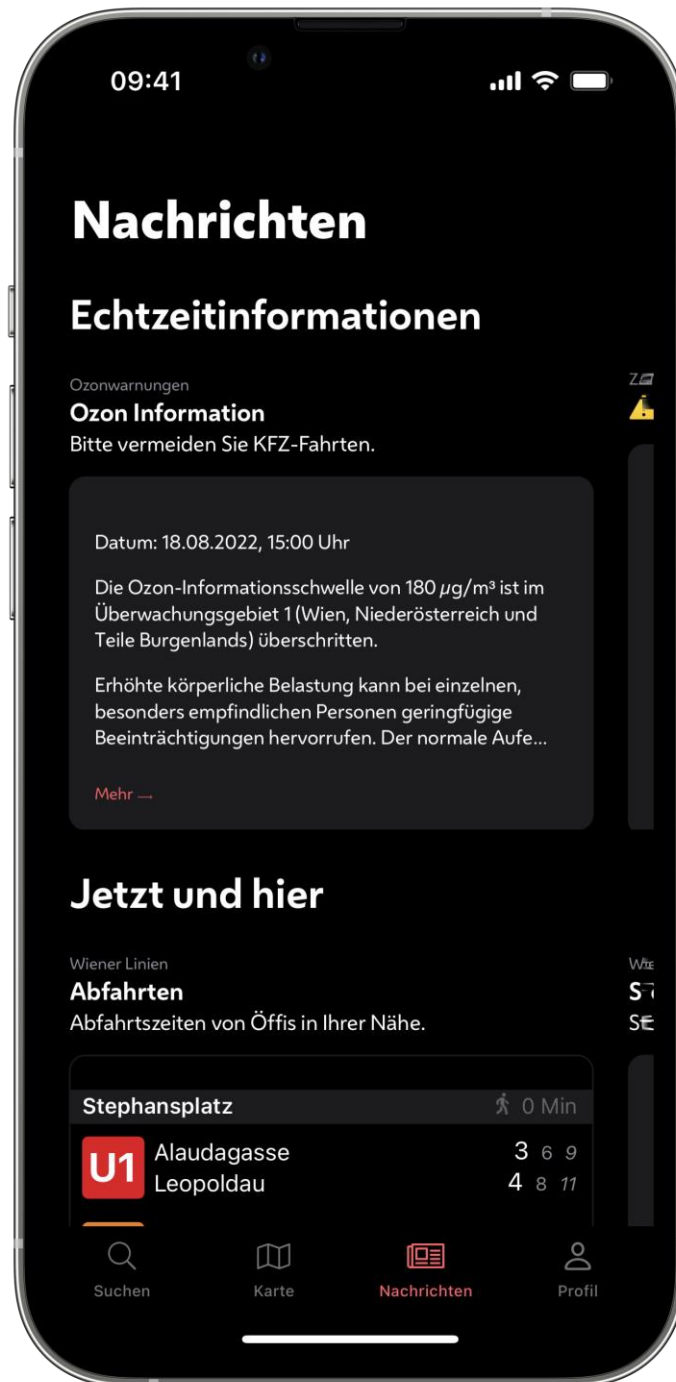 09:41
Nachrichten
Echtzeitinformationen
Ozonwarnungen
Ozon Information
Bitte vermeiden Sie KFZ-Fahrten.
Datum: 18.08.2022, 15:00 Uhr
Die Ozon-Informationsschwelle von 180 µg/m³ ist im
Überwachungsgebiet 1 (Wien, Niederösterreich und
Teile Burgenlands) überschritten.
Erhöhte körperliche Belastung kann bei einzelnen,
besonders empfindlichen Personen geringfügige
Beeinträchtigungen hervorrufen. Der normale Aufe...
Mehr →
Jetzt und hier
Wiener Linien
Abfahrten
Abfahrtszeiten von Öffis in Ihrer Nähe.
Stephansplatz 0 Min
U1
Alaudagasse 3 6 9
Leopoldau 4 8 11
Suchen Karte Nachrichten Profil